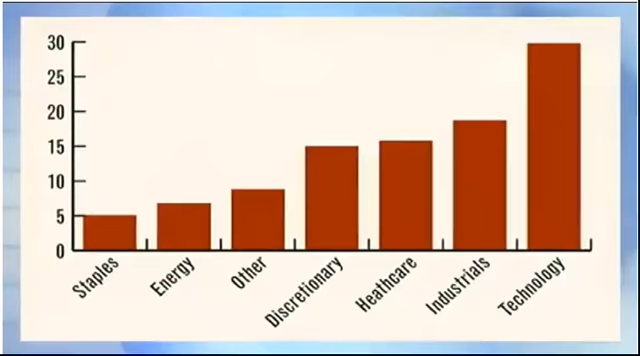 30
25
20
15
10
5
0
Staples
Energy
Other
Discretionary
Heathcare
Industrials
Technology